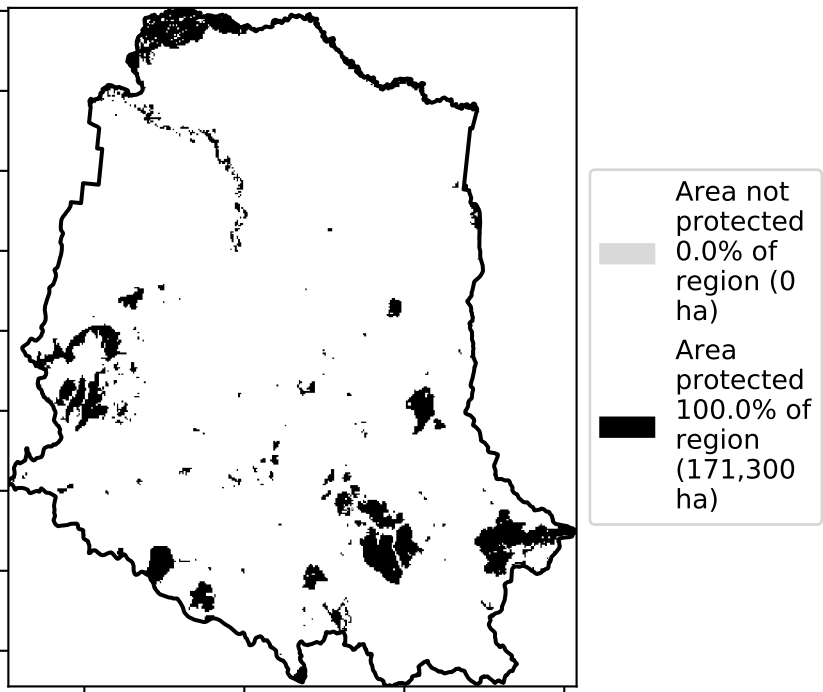 Area not
protected
0.0% of
region (0
ha)
Area
protected
100.0% of
region
(171,300
ha)